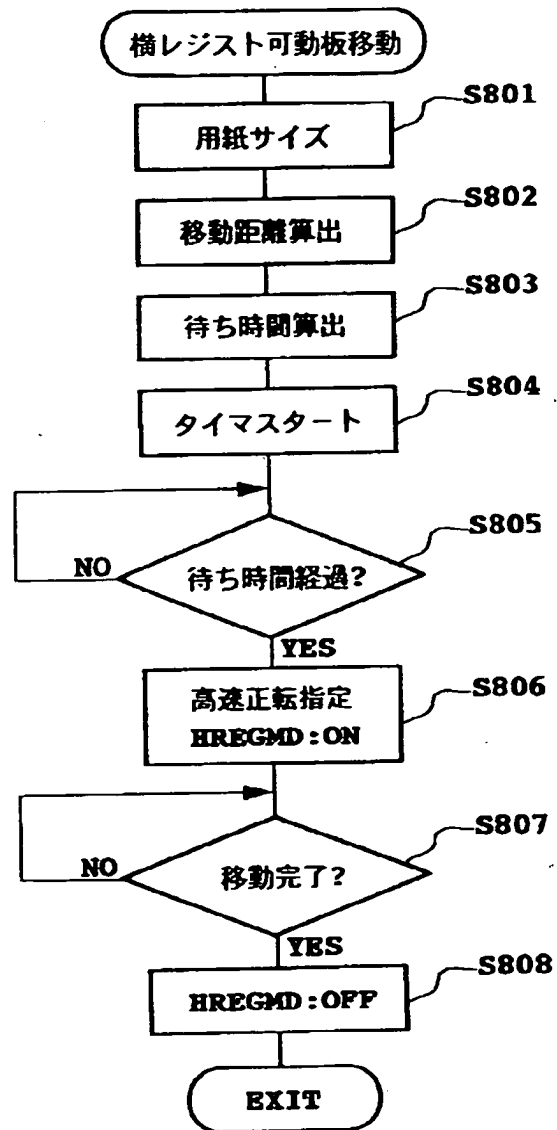 横レジスト可動板移動
S801
用紙サイズ
S802
移動距離算出
S803
待ち時間算出
S804
タイマスタート
S805
待ち時間経過?
NO
YES
S806
高速正転指定
HREGMD:ON
S807
移動完了?
NO
YES
S808
HREGMD:OFF
EXIT